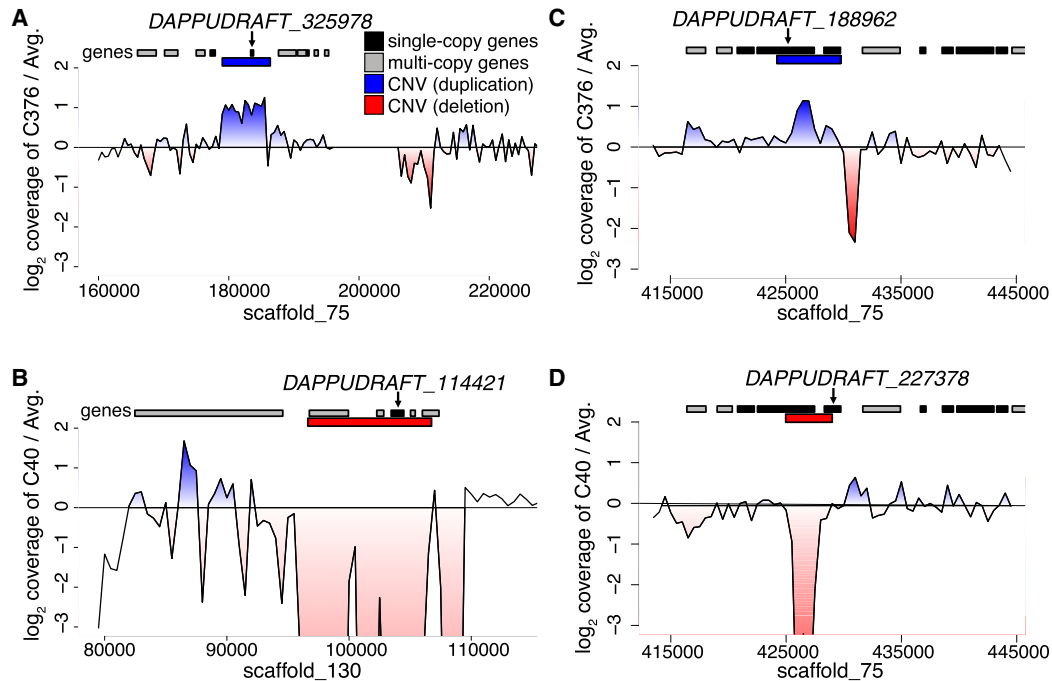 A
DAPPUDRAFT_325978
genes
single-copy genes
multi-copy genes
CNV (duplication)
CNV (deletion)
log2 coverage of C376 / Avg.
2
1
0
−1
−2
−3
160000 180000 200000 220000
scaffold_75
C
DAPPUDRAFT_188962
log2 coverage of C376 / Avg.
2
1
0
−1
−2
−3
415000 425000 435000 445000
scaffold_75
B
DAPPUDRAFT_114421
genes
log2 coverage of C40 / Avg.
2
1
0
−1
−2
−3
80000 90000 100000 110000
scaffold_130
D
DAPPUDRAFT_227378
log2 coverage of C40 / Avg.
2
1
0
−1
−2
−3
415000 425000 435000 445000
scaffold_75